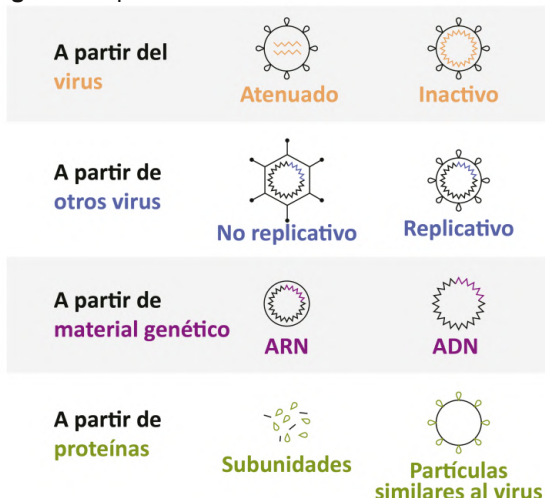 A partir del
virus
Atenuado
Inactivo
A partir de
otros virus
No replicativo
Replicativo
A partir de
material genético
ARN
ADN
A partir de
proteínas
Subunidades
Partículas
similares al virus